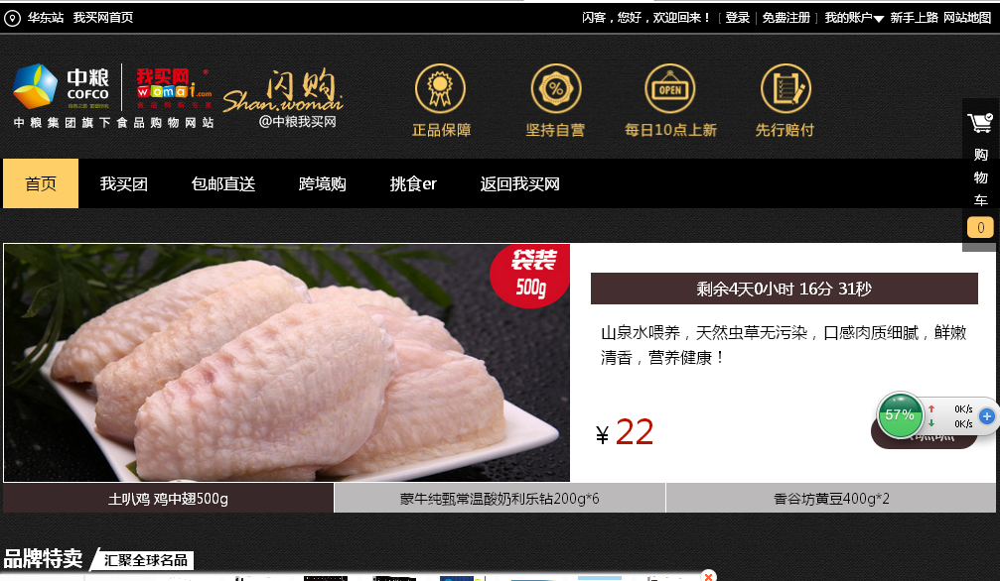 华东站 我买网首页
闪客，您好，欢迎回来！ [ 登录 | 免费注册 ] 我的账户 新手上路 网站地图
中粮 COFCO 我买网 womai.com
中粮集团旗下食品购物网站
闪购
Shan.womai
@中粮我买网
正品保障 坚持自营 每日10点上新 先行赔付
OPEN
购物车
0
首页 我买团 包邮直送 跨境购 挑食er 返回我买网
袋装
500g
剩余4天0小时 16分 31秒
山泉水喂养，天然虫草无污染，口感肉质细腻，鲜嫩
清香，营养健康！
¥ 22
57%
0K/s
0K/s
土叭鸡 鸡中翅500g
蒙牛纯甄常温酸奶利乐钻200g*6
香谷坊黄豆400g*2
品牌特卖 汇聚全球名品